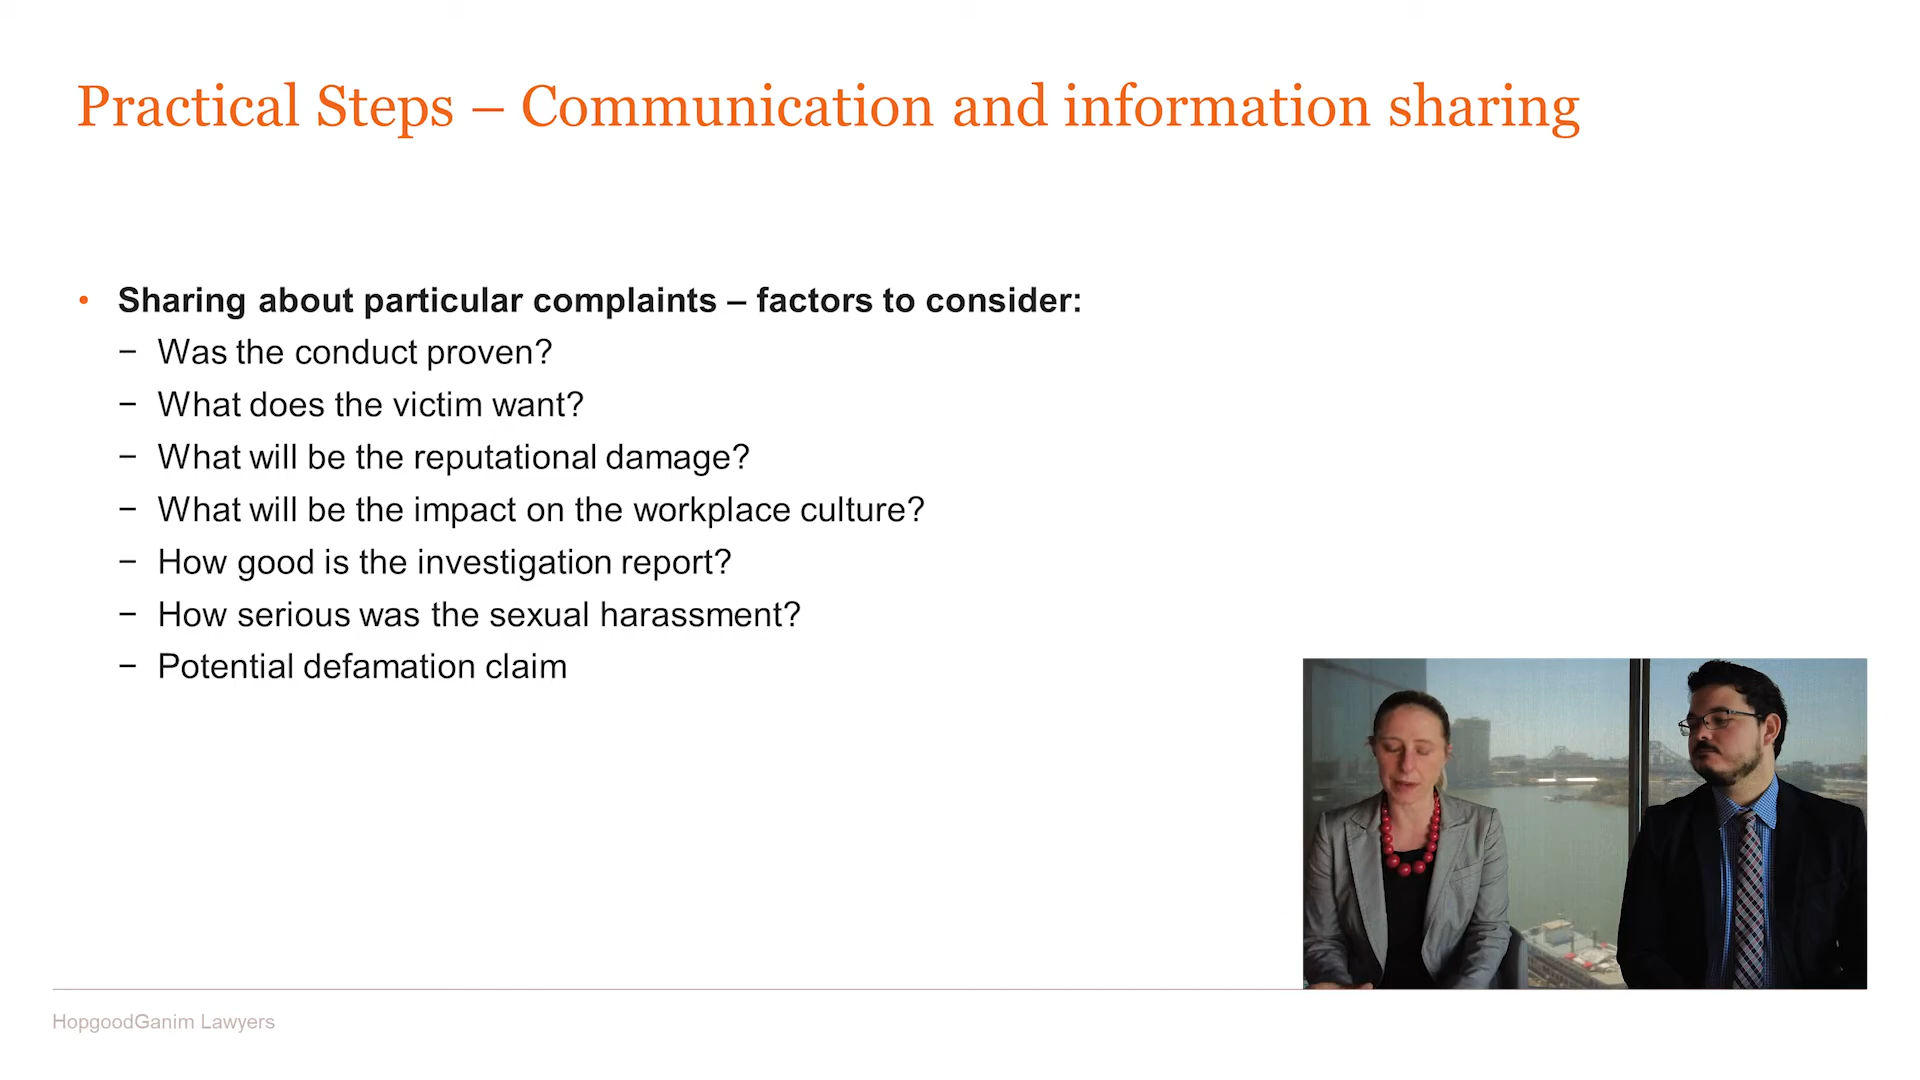 Practical Steps – Communication and information sharing
• Sharing about particular complaints – factors to consider:
− Was the conduct proven?
− What does the victim want?
− What will be the reputational damage?
− What will be the impact on the workplace culture?
− How good is the investigation report?
− How serious was the sexual harassment?
− Potential defamation claim
HopgoodGanim Lawyers